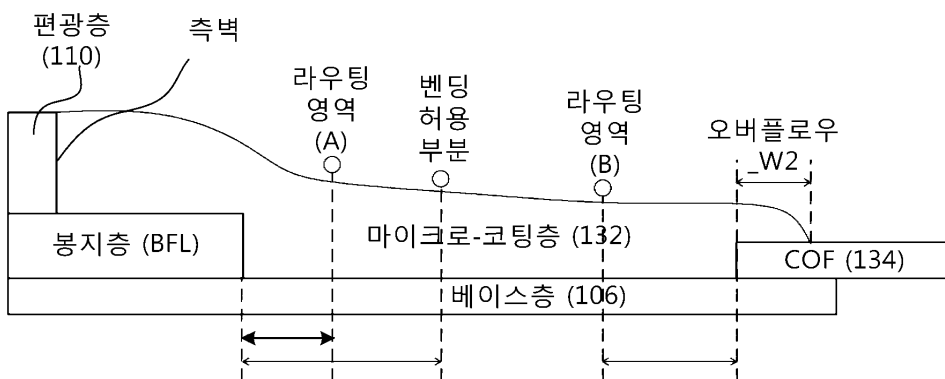 편광층
(110)
측벽
라우팅
영역
(A)
벤딩
허용
부분
라우팅
영역
(B)
오버플로우
_W2
봉지층 (BFL)
마이크로-코팅층 (132)
COF (134)
베이스층 (106)